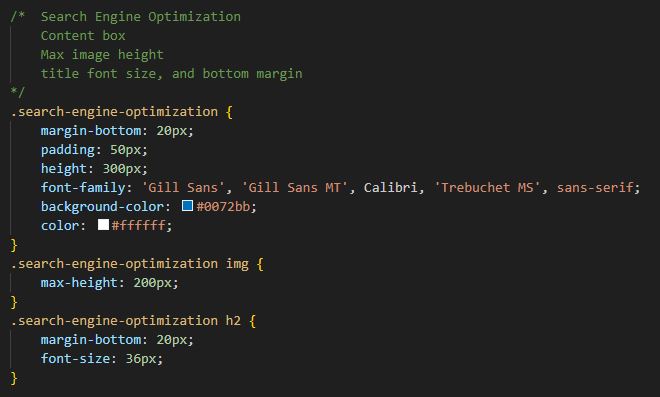 /*  Search Engine Optimization
    Content box
    Max image height
    title font size, and bottom margin
*/
.search-engine-optimization {
    margin-bottom: 20px;
    padding: 50px;
    height: 300px;
    font-family: 'Gill Sans', 'Gill Sans MT', Calibri, 'Trebuchet MS', sans-serif;
    background-color: #0072bb;
    color: #ffffff;
}
.search-engine-optimization img {
    max-height: 200px;
}
.search-engine-optimization h2 {
    margin-bottom: 20px;
    font-size: 36px;
}